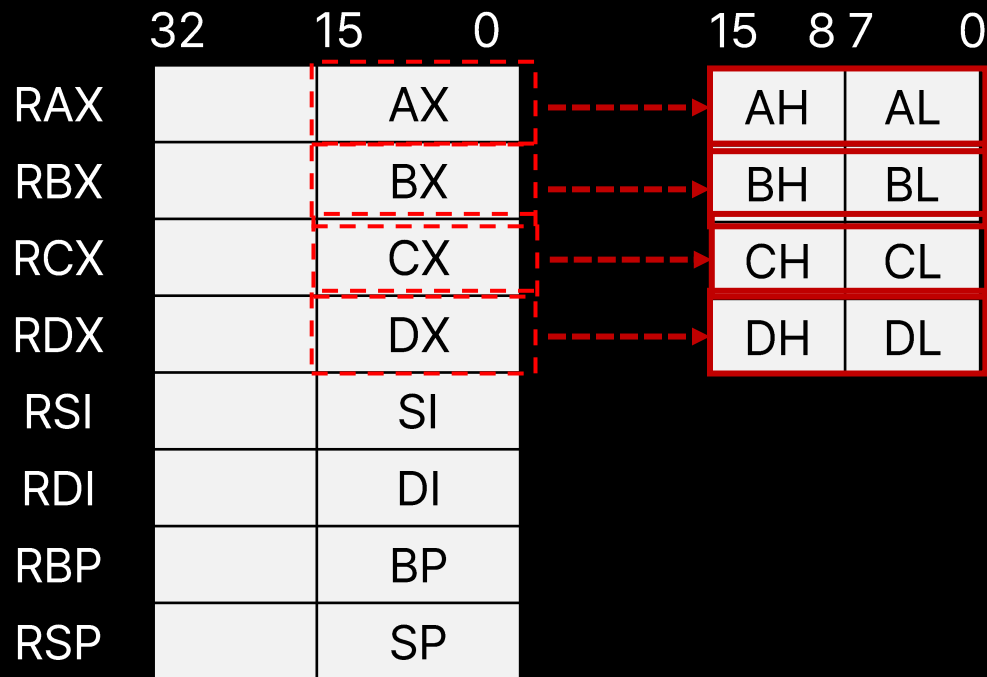 32 15 0 15 8 7 0
RAX AX AH AL
RBX BX BH BL
RCX CX CH CL
RDX DX DH DL
RSI SI
RDI DI
RBP BP
RSP SP